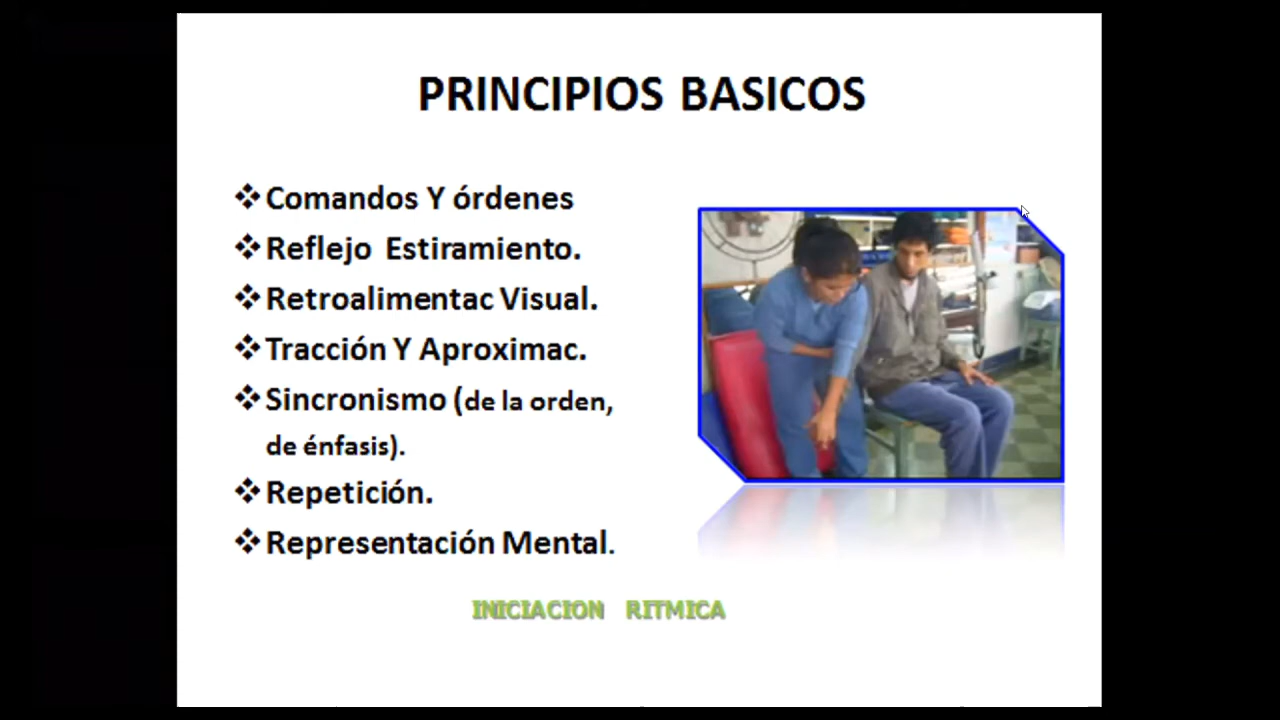 PRINCIPIOS BASICOS
Comandos Y órdenes
Reflejo Estiramiento.
Retroalimentac Visual.
Tracción Y Aproximac.
Sincronismo (de la orden,
de énfasis).
Repetición.
Representación Mental.
INICIACION RITMICA